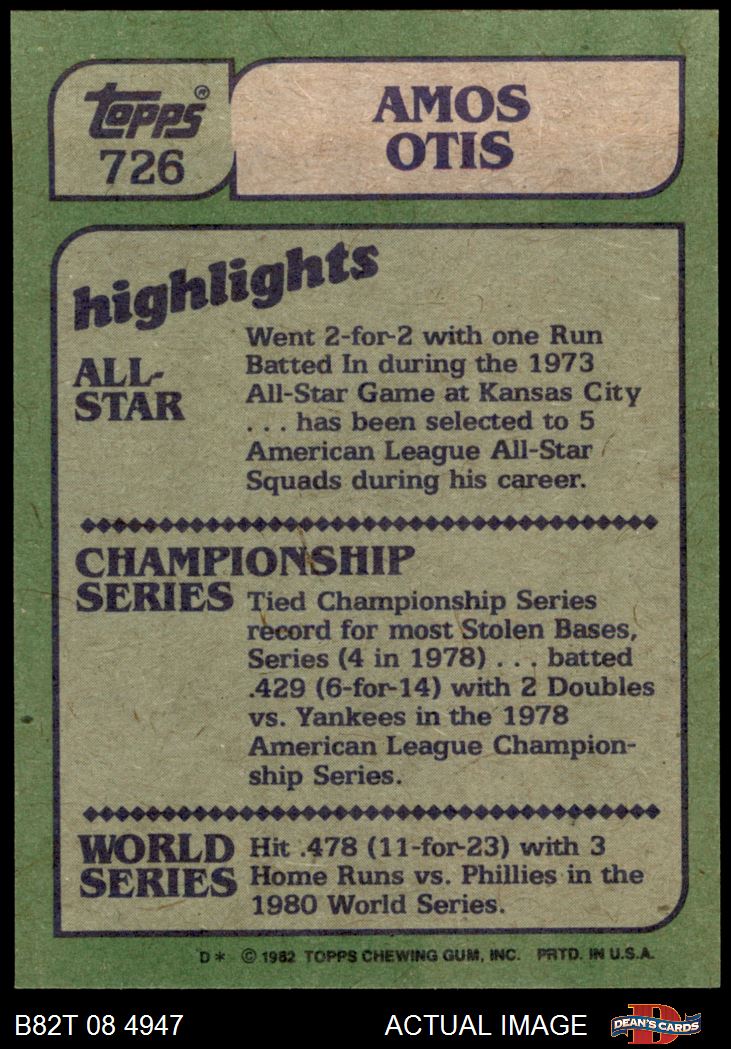 topps®
726
AMOS
OTIS
highlights
ALL-
STAR
Went 2-for-2 with one Run
Batted In during the 1973
All-Star Game at Kansas City
. . . has been selected to 5
American League All-Star
Squads during his career.
CHAMPIONSHIP
SERIES
Tied Championship Series
record for most Stolen Bases,
Series (4 in 1978) . . . batted
.429 (6-for-14) with 2 Doubles
vs. Yankees in the 1978
American League Champion-
ship Series.
WORLD
SERIES
Hit .478 (11-for-23) with 3
Home Runs vs. Phillies in the
1980 World Series.
D* © 1982 TOPPS CHEWING GUM, INC. PRTD. IN U.S.A.
B82T 08 4947 ACTUAL IMAGE D DEAN'S CARDS